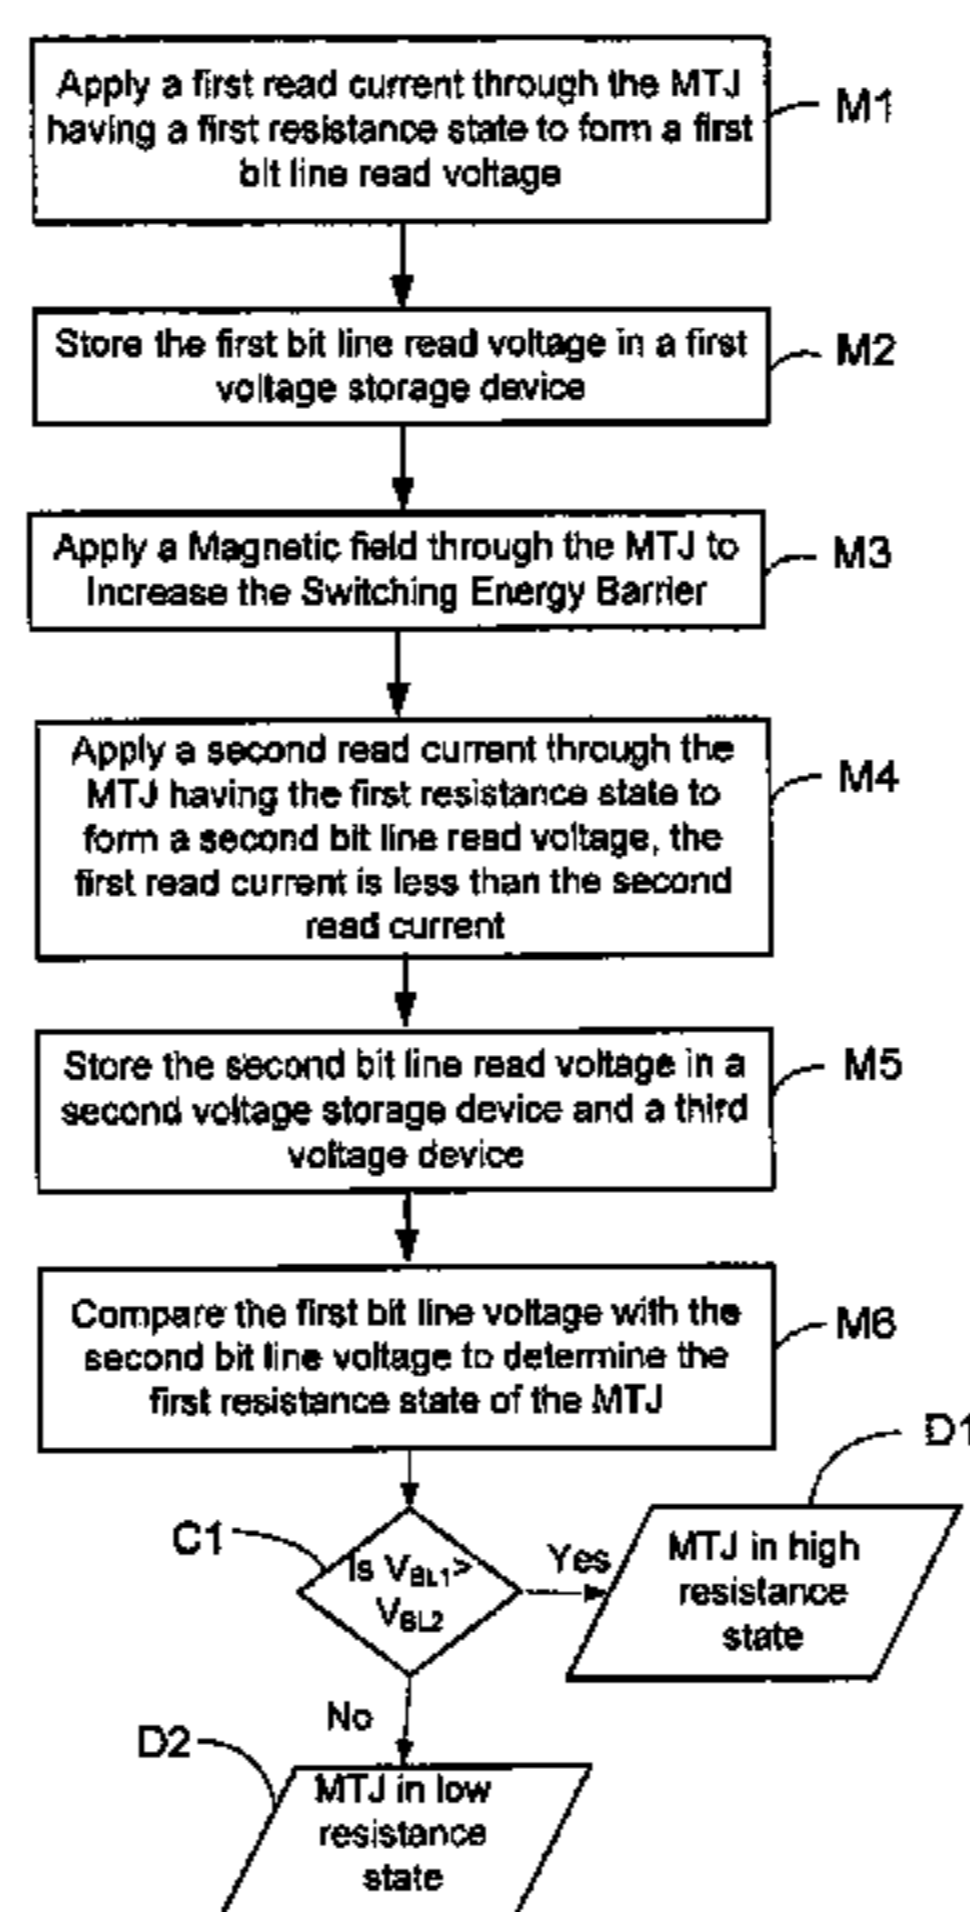 Apply a first read current through the MTJ
having a first resistance state to form a first
bit line read voltage
M1
Store the first bit line read voltage in a first
voltage storage device
M2
Apply a Magnetic field through the MTJ to
Increase the Switching Energy Barrier
M3
Apply a second read current through the
MTJ having the first resistance state to
form a second bit line read voltage, the
first read current is less than the second
read current
M4
Store the second bit line read voltage in a
second voltage storage device and a third
voltage device
M5
Compare the first bit line voltage with the
second bit line voltage to determine the
first resistance state of the MTJ
M6
D1
C1
Is VBL1>
VBL2
Yes
MTJ in high
resistance
state
No
D2
MTJ in low
resistance
state